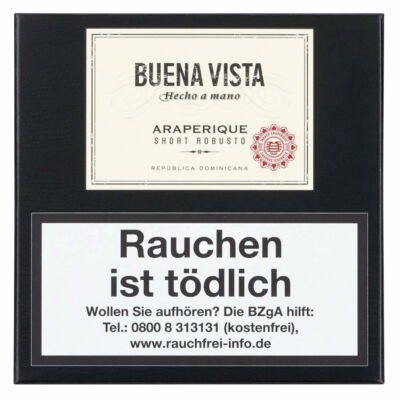 BUENA VISTA
Hecho a mano
ARAPERIQUE
SHORT ROBUSTO
REPÚBLICA DOMINICANA
Rauchen
ist tödlich
Wollen Sie aufhören? Die BZgA hilft:
Tel.: 0800 8 313131 (kostenfrei),
www.rauchfrei-info.de